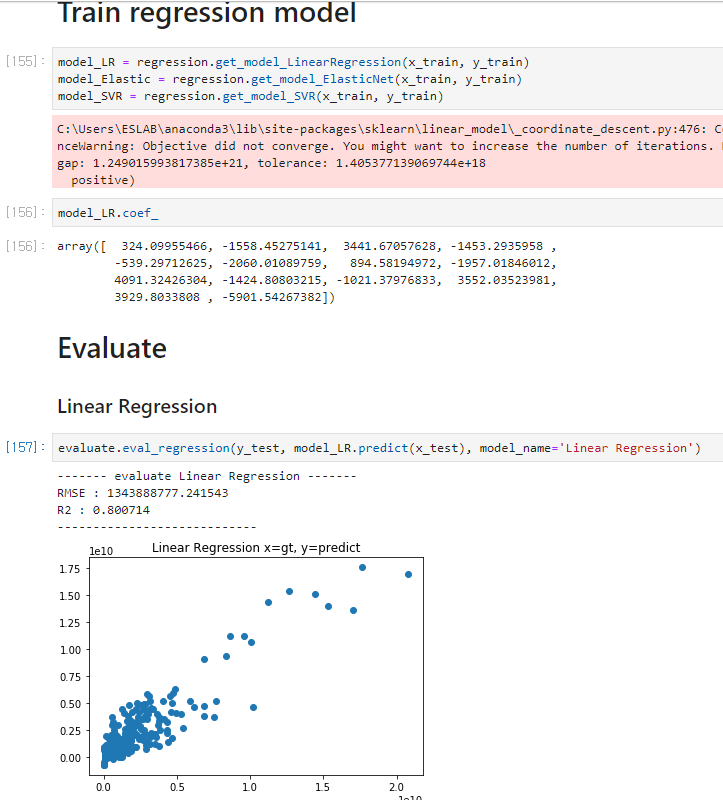 Train regression model
[155]: model_LR = regression.get_model_LinearRegression(x_train, y_train)
model_Elastic = regression.get_model_ElasticNet(x_train, y_train)
model_SVR = regression.get_model_SVR(x_train, y_train)
C:\Users\ESLAB\anaconda3\lib\site-packages\sklearn\linear_model\_coordinate_descent.py:476:
nceWarning: Objective did not converge. You might want to increase the number of iterations.
gap: 1.249015993817385e+21, tolerance: 1.405377139069744e+18
positive)
[156]: model_LR.coef_
[156]: array([  324.09955466, -1558.45275141,  3441.67057628, -1453.2935958 ,
-539.29712625, -2060.01089759,   894.58194972, -1957.01846012,
4091.32426304, -1424.80803215, -1021.37976833,  3552.03523981,
3929.8033808 , -5901.54267382])
Evaluate
Linear Regression
[157]: evaluate.eval_regression(y_test, model_LR.predict(x_test), model_name='Linear Regression')
------- evaluate Linear Regression -------
RMSE : 1343888777.241543
R2 : 0.800714
----------------------------
1e10 Linear Regression x=gt, y=predict
1.75
1.50
1.25
1.00
0.75
0.50
0.25
0.00
0.0 0.5 1.0 1.5 2.0
1e10